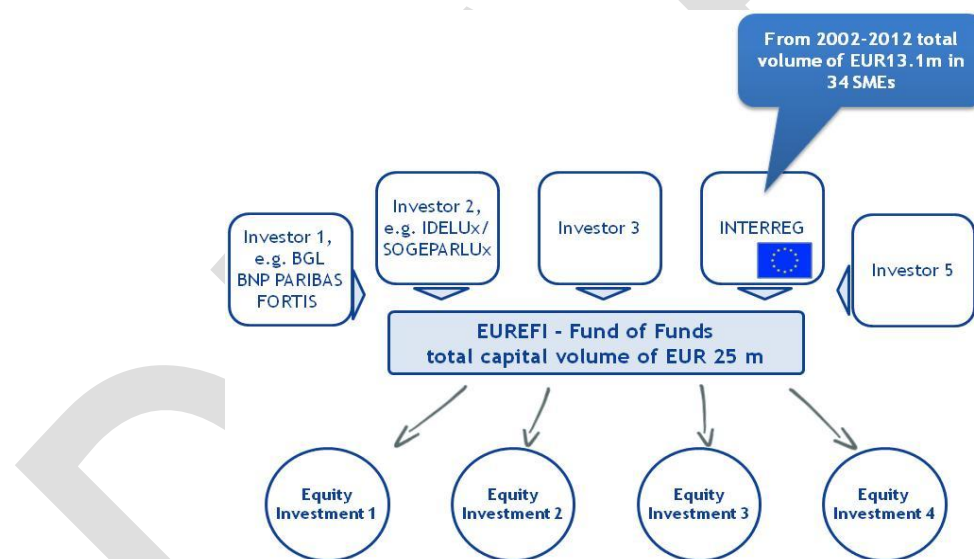 From 2002-2012 total
volume of EUR13.1m in
34 SMEs
Investor 1,
e.g. BGL
BNP PARIBAS
FORTIS
Investor 2,
e.g. IDELUx/
SOGEPARLUx
Investor 3
INTERREG
Investor 5
EUREFI - Fund of Funds
total capital volume of EUR 25 m
Equity
Investment 1
Equity
Investment 2
Equity
Investment 3
Equity
Investment 4